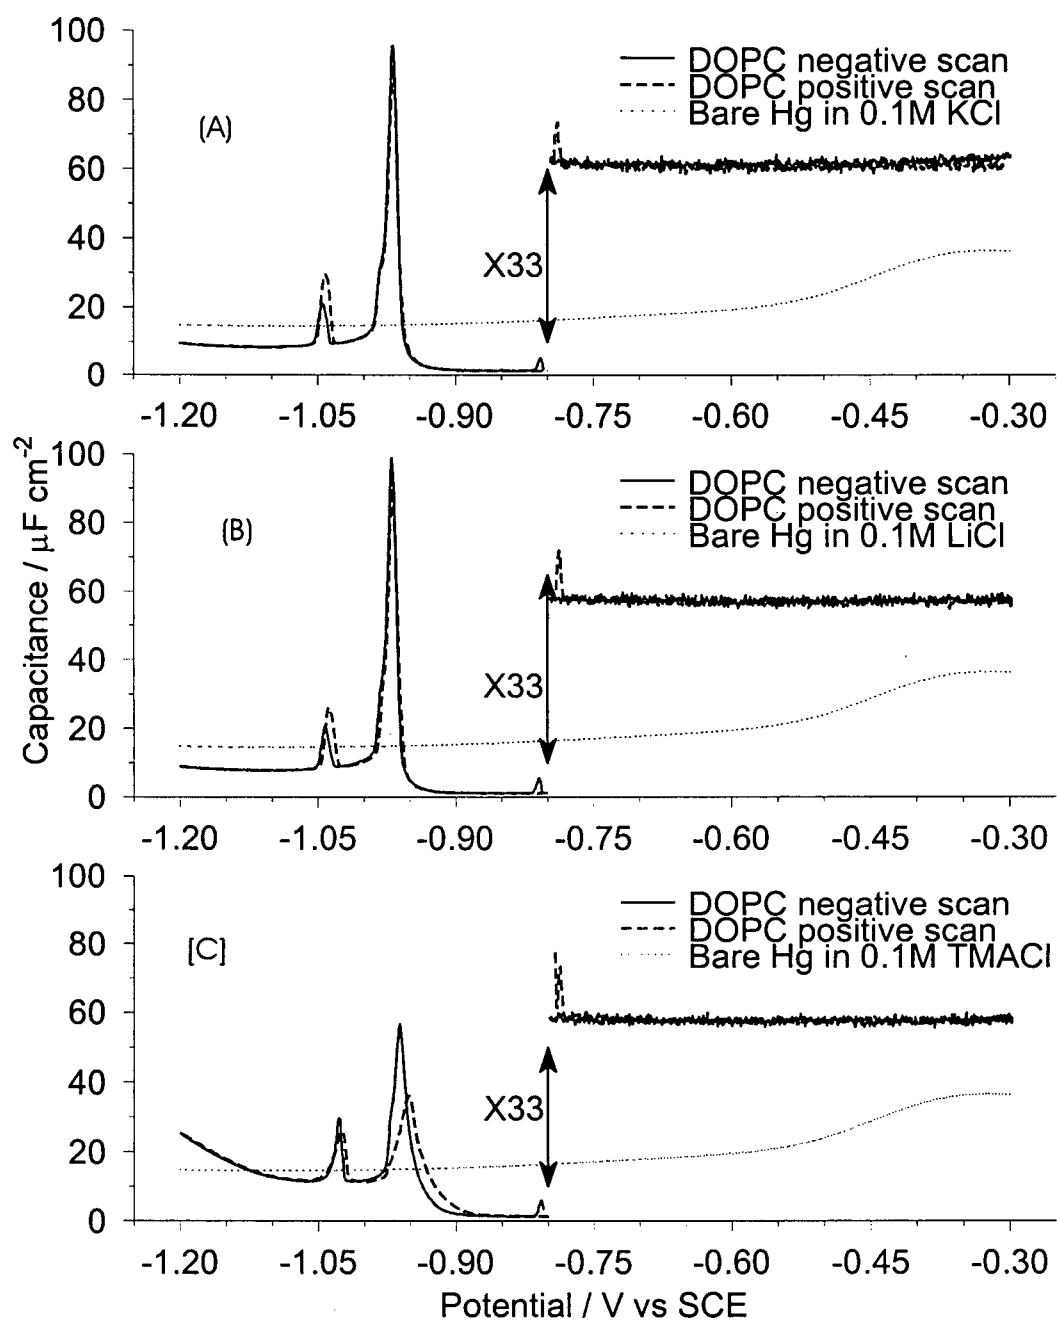 100
80
60
40
20
0
(A)
DOPC negative scan
DOPC positive scan
Bare Hg in 0.1M KCl
X33
-1.20 -1.05 -0.90 -0.75 -0.60 -0.45 -0.30
100
80
60
40
20
0
(B)
DOPC negative scan
DOPC positive scan
Bare Hg in 0.1M LiCl
X33
Capacitance / μF cm-2
-1.20 -1.05 -0.90 -0.75 -0.60 -0.45 -0.30
100
80
60
40
20
0
[C]
DOPC negative scan
DOPC positive scan
Bare Hg in 0.1M TMACl
X33
-1.20 -1.05 -0.90 -0.75 -0.60 -0.45 -0.30
Potential / V vs SCE